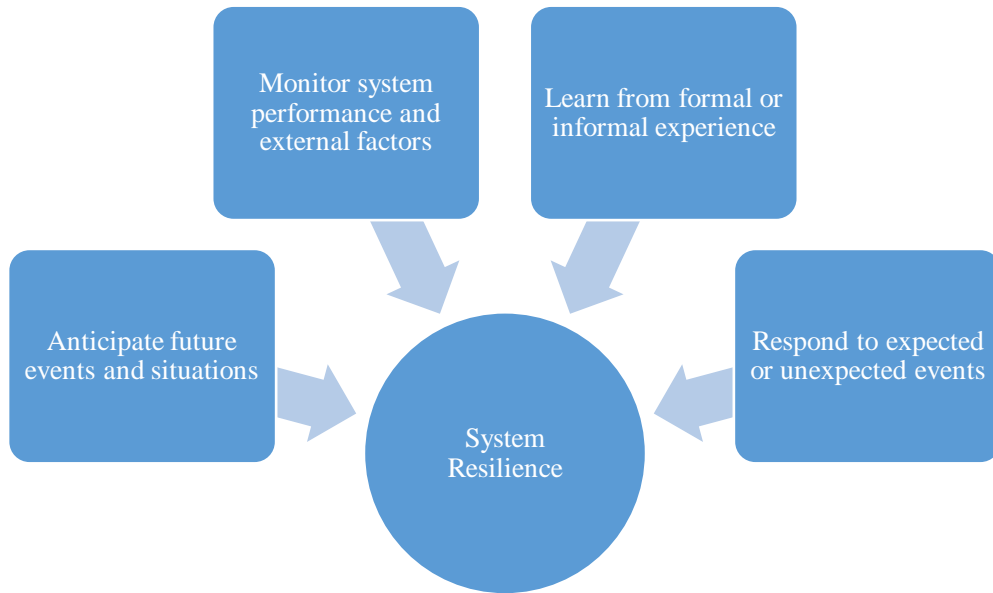 Monitor system
performance and
external factors
Learn from formal or
informal experience
Anticipate future
events and situations
Respond to expected
or unexpected events
System
Resilience